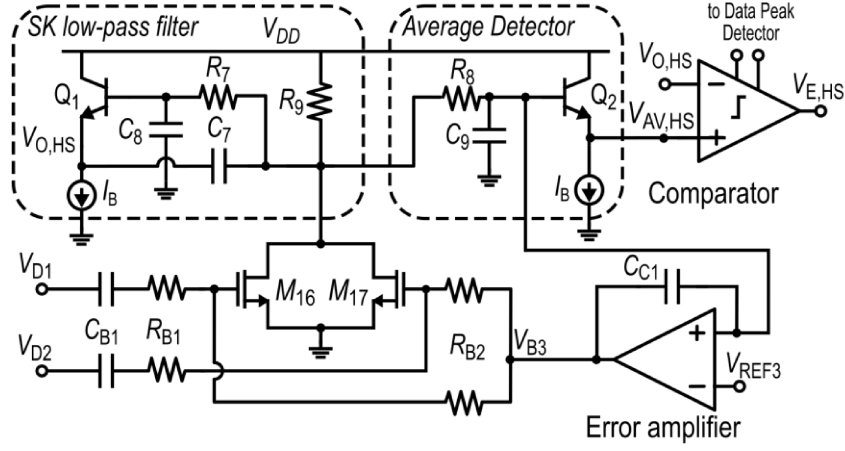 SK low-pass filter
V_DD
Average Detector
to Data Peak
Detector
Q_1
R_7
R_9
R_8
Q_2
V_O,HS
V_E,HS
V_O,HS
C_8
C_7
C_9
V_AV,HS
−
+
I_B
I_B
Comparator
V_D1
M_16
M_17
C_C1
C_B1
R_B1
R_B2
V_B3
+
V_D2
V_REF3
−
Error amplifier